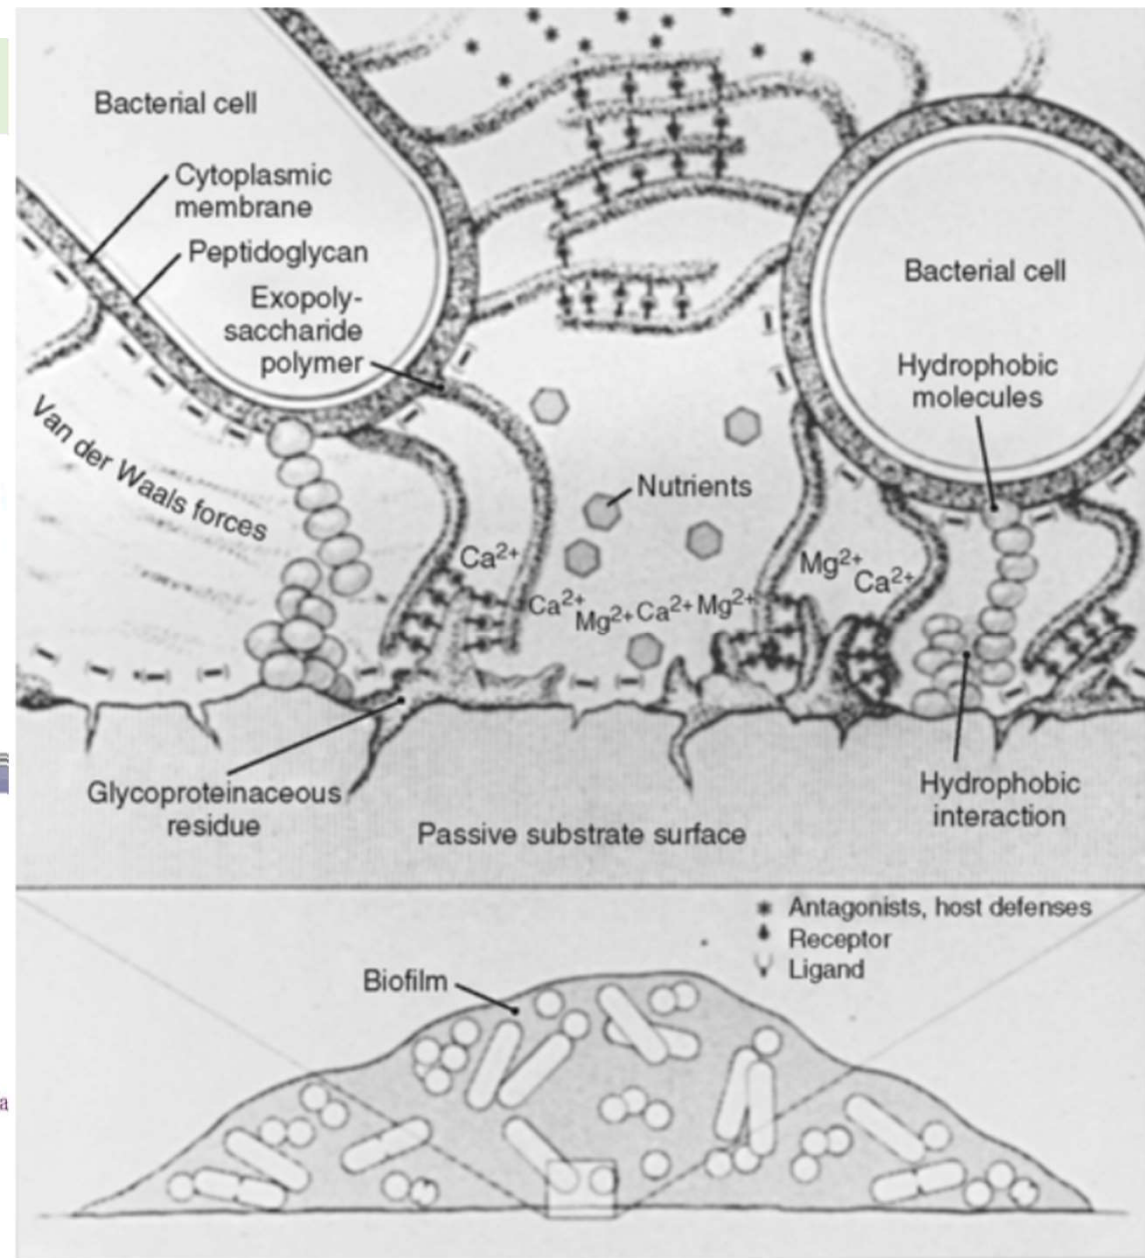 Bacterial cell
Cytoplasmic
membrane
Peptidoglycan
Exopoly-
saccharide
polymer
Bacterial cell
Hydrophobic
molecules
Van der Waals forces
Nutrients
Ca2+
Ca2+
Mg2+
Ca2+
Mg2+
Mg2+
Ca2+
Glycoproteinaceous
residue
Passive substrate surface
Hydrophobic
interaction
Antagonists, host defenses
Receptor
Ligand
Biofilm
a